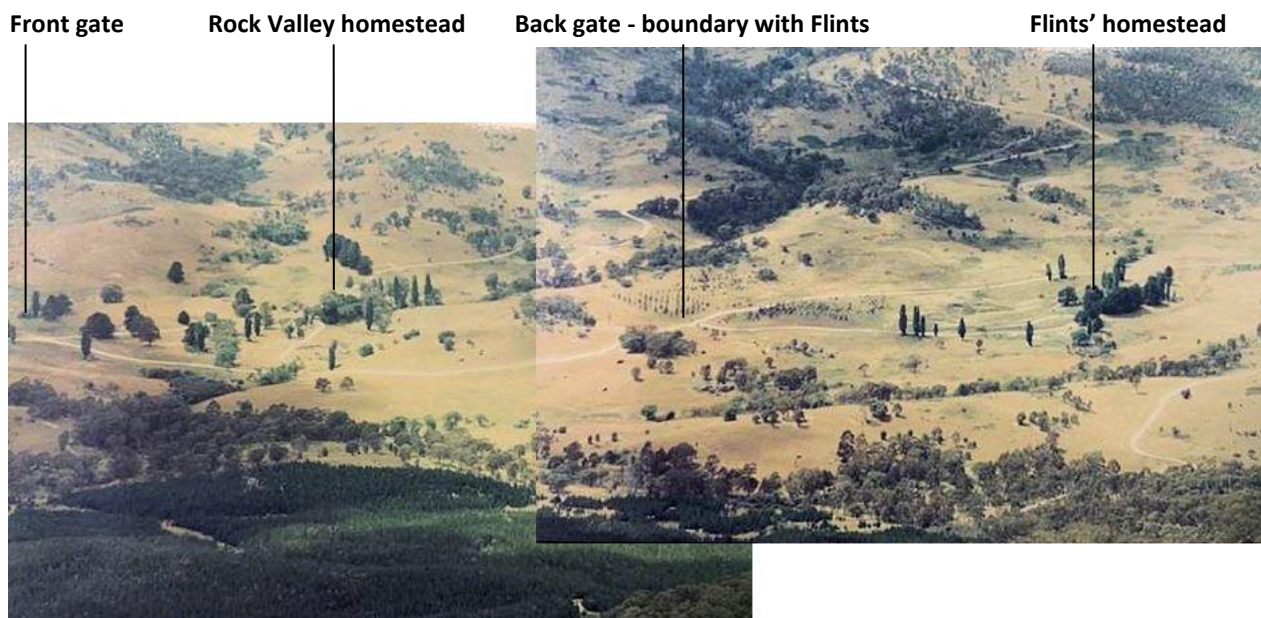 Front gate
Rock Valley homestead
Back gate - boundary with Flints
Flints’ homestead